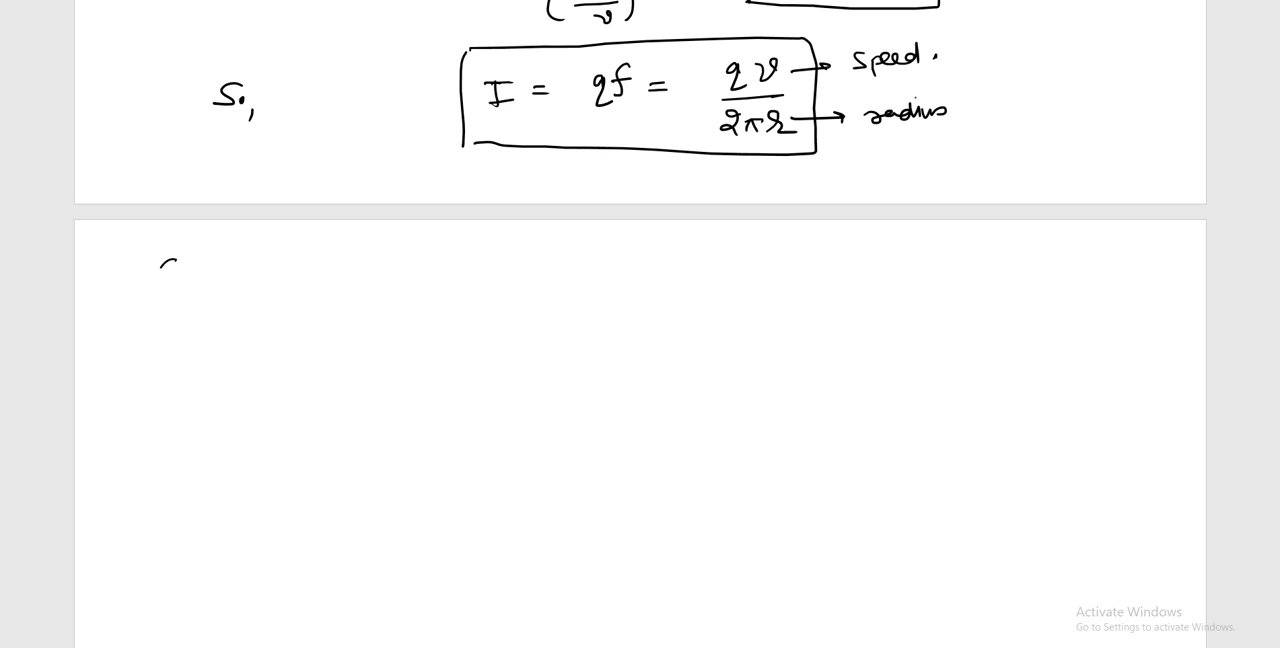 (—/v)
So, I = qf = qv/2πr → speed.
→ radius
Activate Windows
Go to Settings to activate Windows.